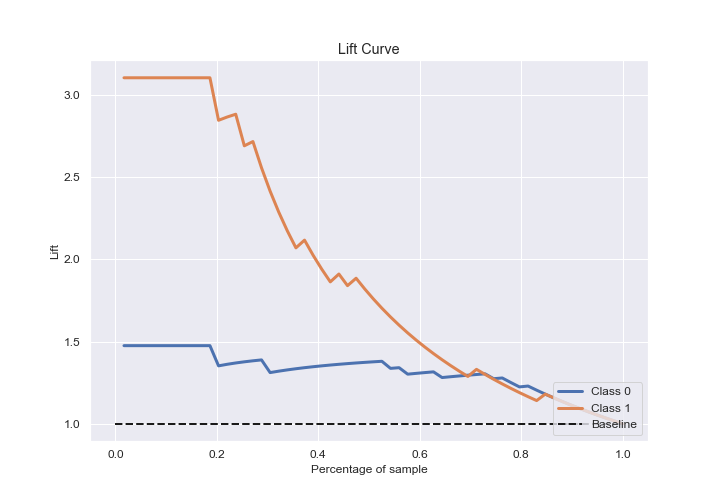 Lift Curve
Lift
3.0
2.5
2.0
1.5
1.0
0.0 0.2 0.4 0.6 0.8 1.0
Percentage of sample
Class 0
Class 1
Baseline